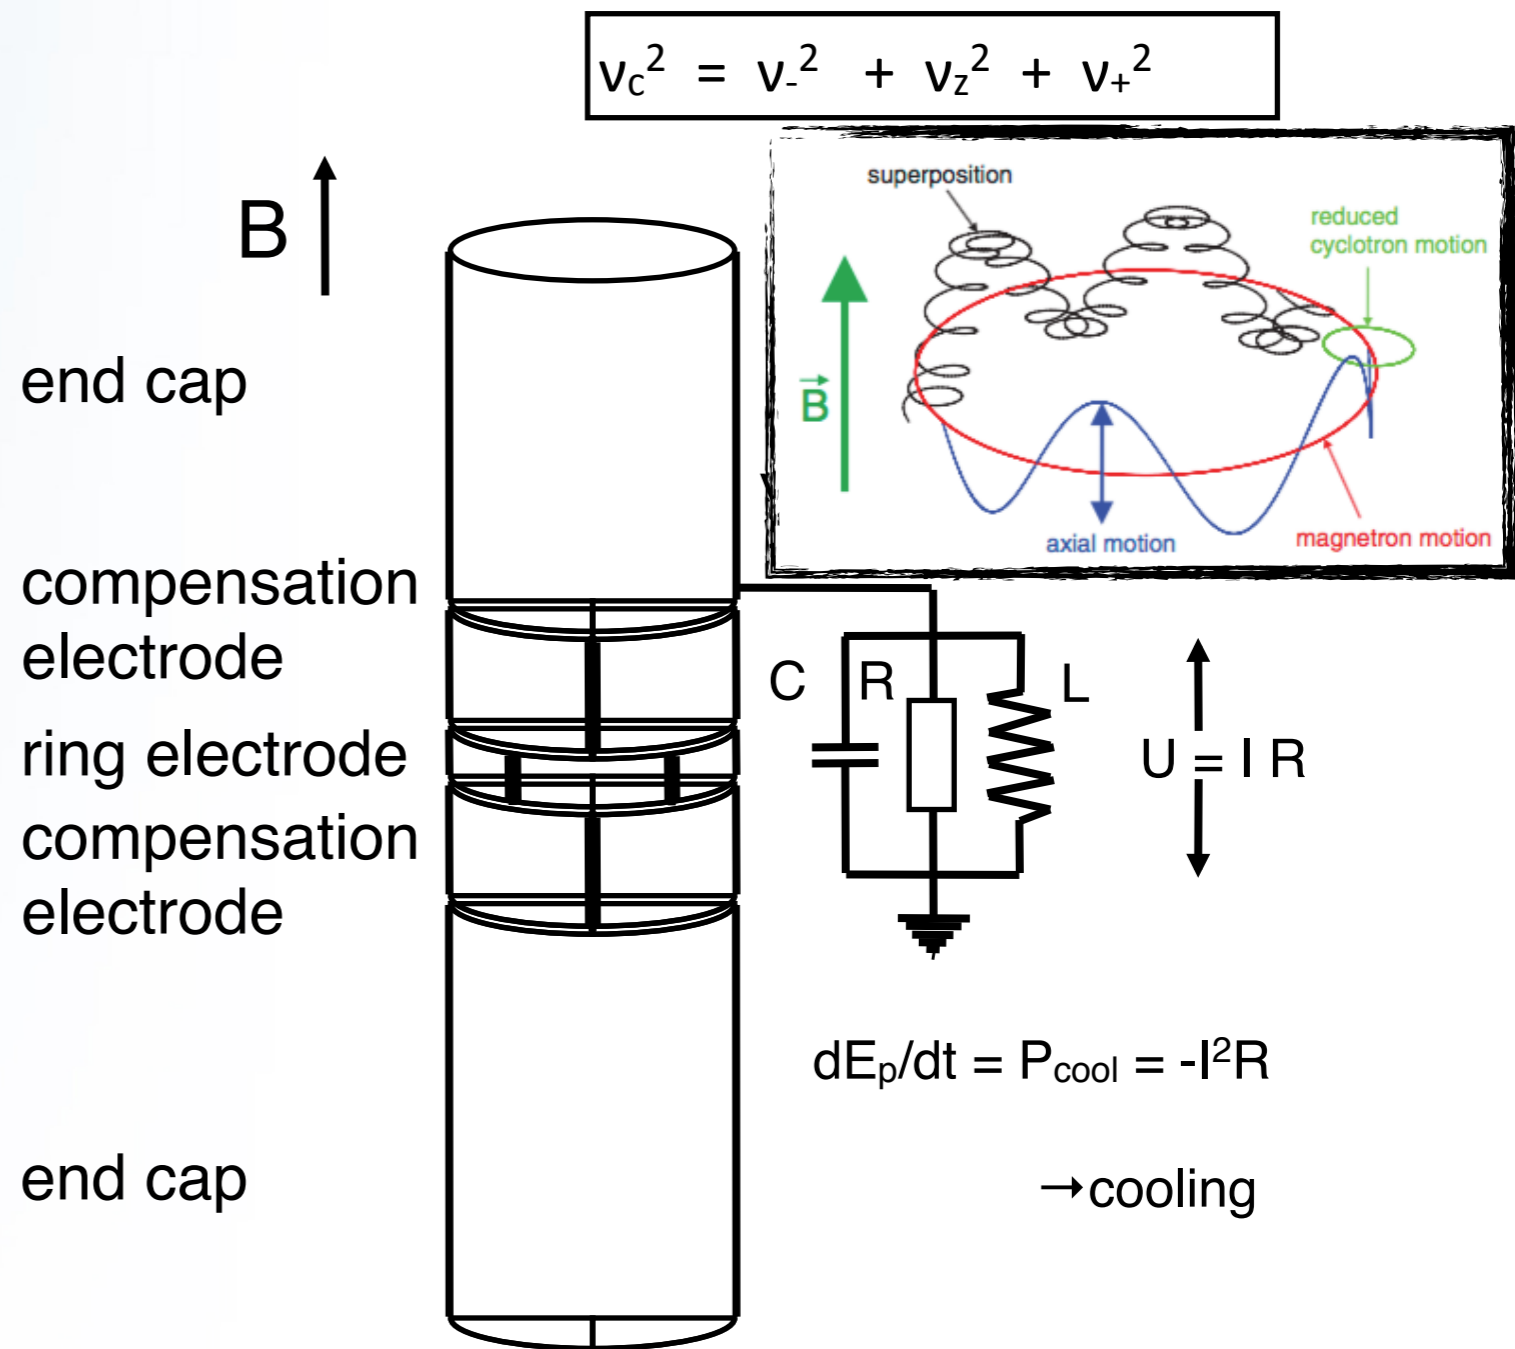 νc² = ν-² + νz² + ν+²
superposition
reduced
cyclotron motion
B
B
end cap
axial motion
magnetron motion
compensation
electrode
C
R
L
ring electrode
U = I R
compensation
electrode
dEp/dt = Pcool = -I²R
end cap
→cooling